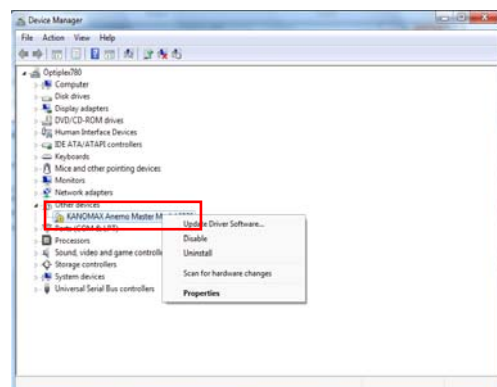 Device Manager
File Action View Help
Optiplex780
Computer
Disk drives
Display adapters
DVD/CD-ROM drives
Human Interface Devices
IDE ATA/ATAPI controllers
Keyboards
Mice and other pointing devices
Monitors
Network adapters
Other devices
KANOMAX Anemo Master
Ports (COM & LPT)
Processors
Sound, video and game controlle
Storage controllers
System devices
Universal Serial Bus controllers
Update Driver Software...
Disable
Uninstall
Scan for hardware changes
Properties